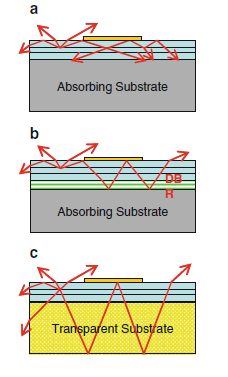 a
Absorbing Substrate
b
DB
R
Absorbing Substrate
c
Transparent Substrate